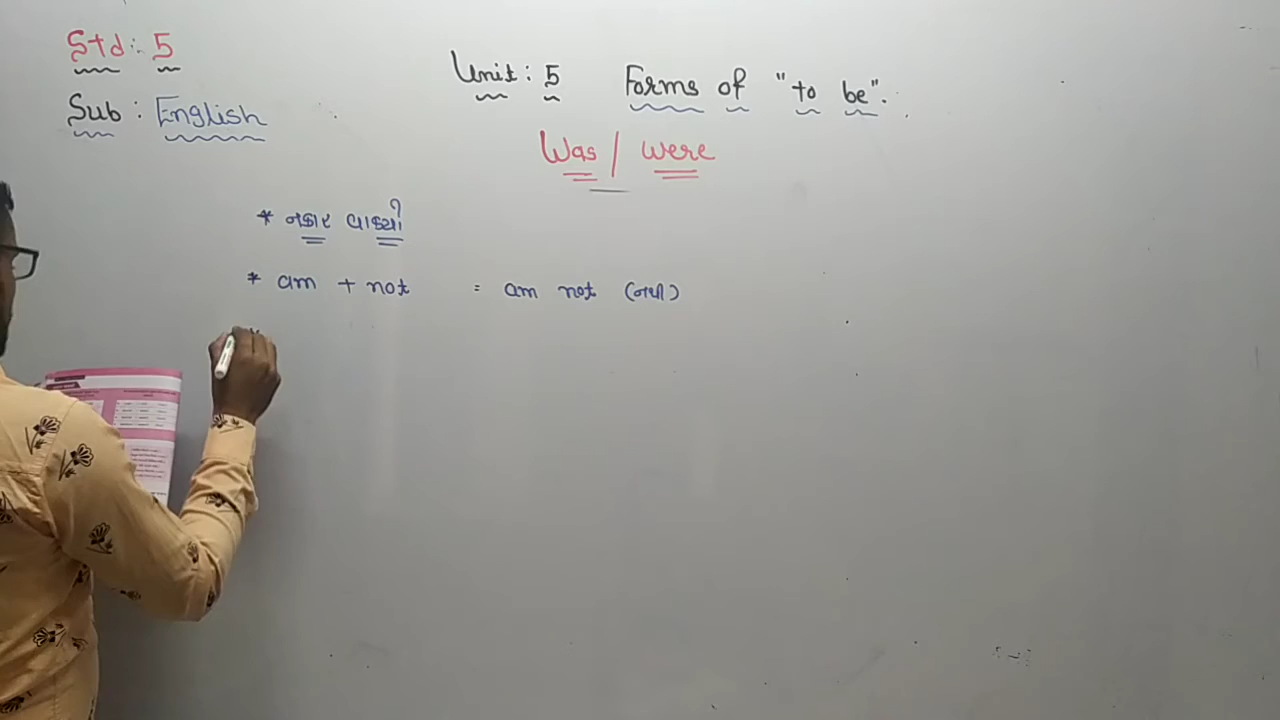 Std : 5
Sub : English
Unit : 5 Forms of "to be".
Was / were
* નકાર વાક્યો
* am + not = am not (નથી)